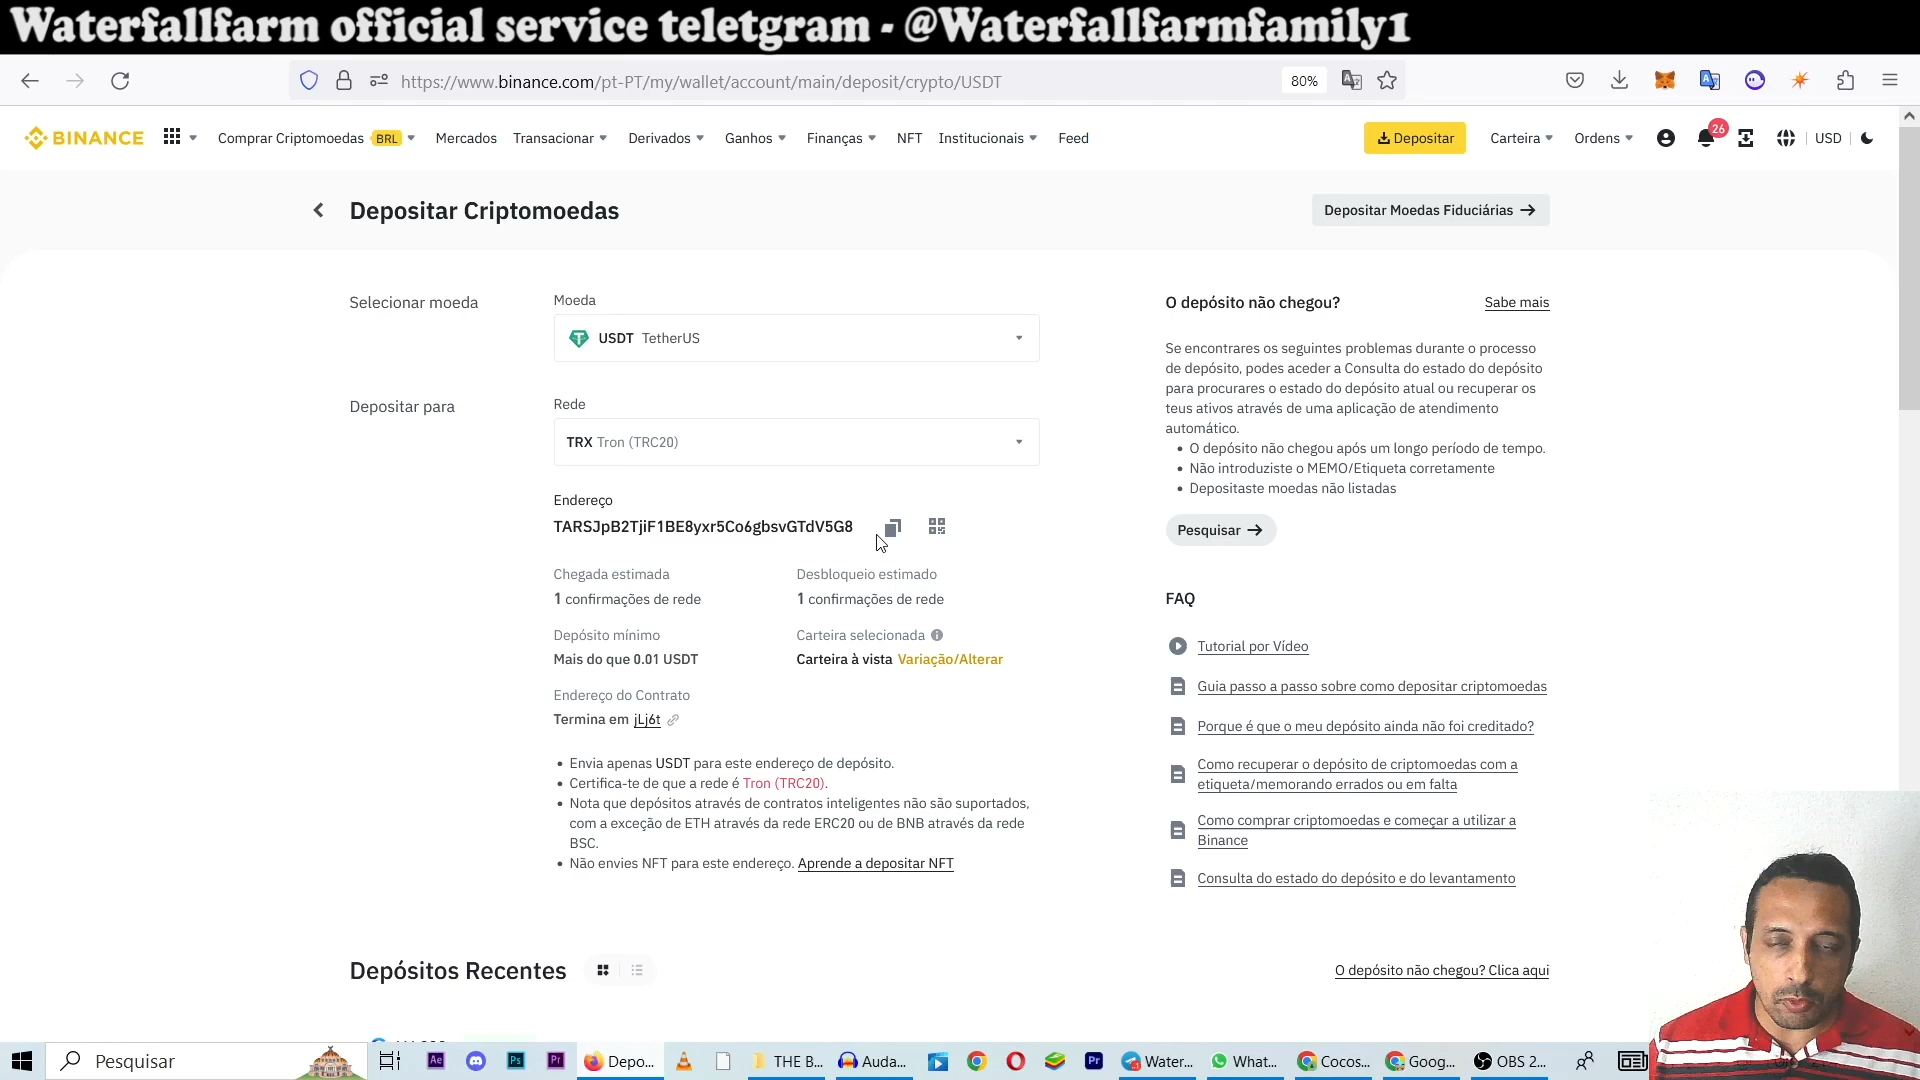 Waterfallfarm official service teletgram - @Waterfallfarmfamily1
https://www.binance.com/pt-PT/my/wallet/account/main/deposit/crypto/USDT
80%
BINANCE
Comprar Criptomoedas BRL
Mercados
Transacionar
Derivados
Ganhos
Finanças
NFT
Institucionais
Feed
Depositar
Carteira
Ordens
26
USD
Depositar Criptomoedas
Depositar Moedas Fiduciárias
Selecionar moeda
Moeda
USDT TetherUS
Depositar para
Rede
TRX Tron (TRC20)
Endereço
TARSJpB2TjiF1BE8yxr5Co6gbsvGTdV5G8
Chegada estimada
1 confirmações de rede
Desbloqueio estimado
1 confirmações de rede
Depósito mínimo
Mais do que 0.01 USDT
Carteira selecionada
Carteira à vista Variação/Alterar
Endereço do Contrato
Termina em jLj6t
Envia apenas USDT para este endereço de depósito.
Certifica-te de que a rede é Tron (TRC20).
Nota que depósitos através de contratos inteligentes não são suportados,
com a exceção de ETH através da rede ERC20 ou de BNB através da rede
BSC.
Não envies NFT para este endereço. Aprende a depositar NFT
O depósito não chegou?
Sabe mais
Se encontrares os seguintes problemas durante o processo
de depósito, podes aceder a Consulta do estado do depósito
para procurares o estado do depósito atual ou recuperar os
teus ativos através de uma aplicação de atendimento
automático.
O depósito não chegou após um longo período de tempo.
Não introduziste o MEMO/Etiqueta corretamente
Depositaste moedas não listadas
Pesquisar
FAQ
Tutorial por Vídeo
Guia passo a passo sobre como depositar criptomoedas
Porque é que o meu depósito ainda não foi creditado?
Como recuperar o depósito de criptomoedas com a
etiqueta/memorando errados ou em falta
Como comprar criptomoedas e começar a utilizar a
Binance
Consulta do estado do depósito e do levantamento
Depósitos Recentes
O depósito não chegou? Clica aqui
Pesquisar
Ae
Ps
Pr
Depo...
THE B...
Auda...
Pr
Water...
What...
Cocos...
Goog...
OBS 2...